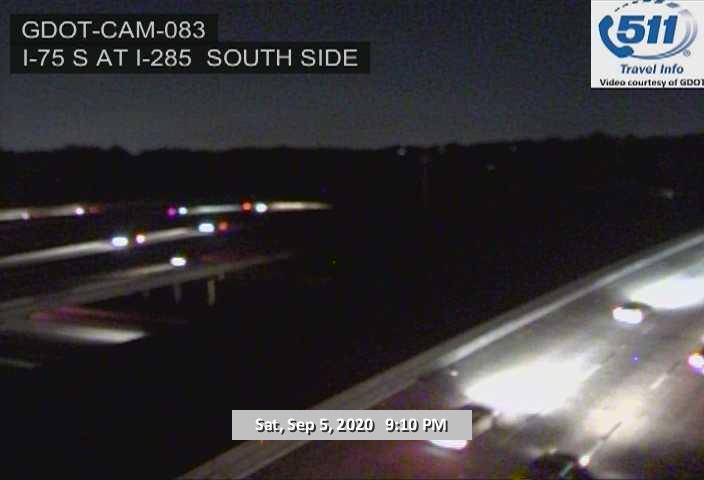 GDOT-CAM-083
I-75 S AT I-285 SOUTH SIDE
511
Travel Info
Video courtesy of GDOT
Sat, Sep 5, 2020 9:10 PM